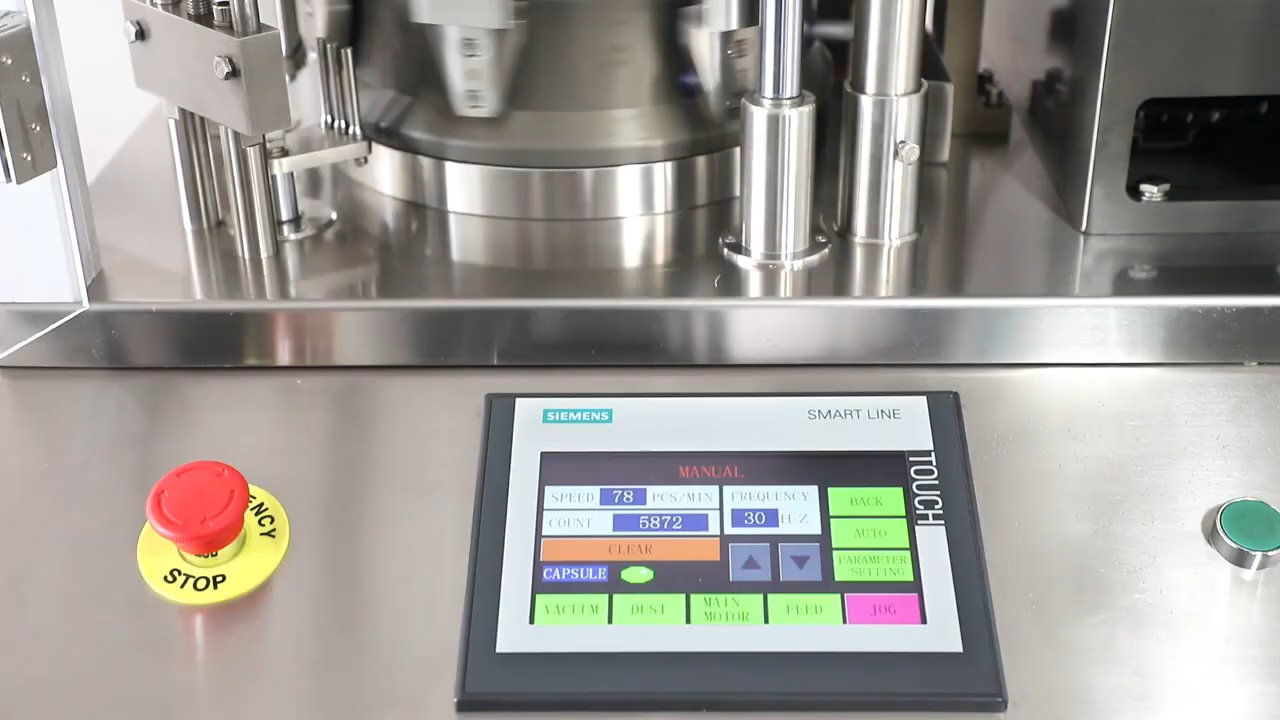 SIEMENS
SMART LINE
TOUCH
MANUAL
SPEED 78 PCS/MIN
FREQUENCY
30 HZ
COUNT 5872
CLEAR
CAPSULE
BACK
AUTO
PARAMETER
SETTING
VACUUM
DUST
MAIN
MOTOR
FEED
JOG
STOP